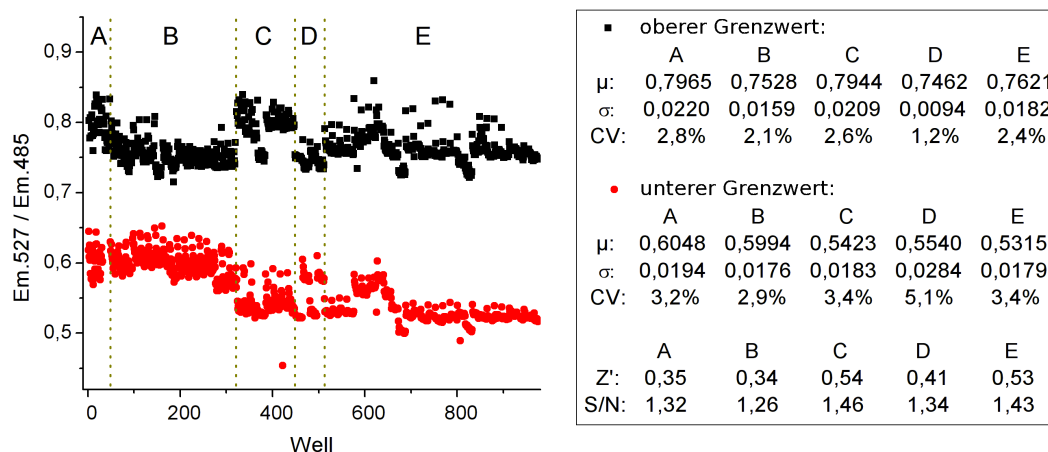 A B C D E
0,9
0,8
0,7
0,6
0,5
Em.527 / Em.485
0 200 400 600 800
Well
oberer Grenzwert:
A B C D E
μ: 0,7965 0,7528 0,7944 0,7462 0,7621
σ: 0,0220 0,0159 0,0209 0,0094 0,0182
CV: 2,8% 2,1% 2,6% 1,2% 2,4%
unterer Grenzwert:
A B C D E
μ: 0,6048 0,5994 0,5423 0,5540 0,5315
σ: 0,0194 0,0176 0,0183 0,0284 0,0179
CV: 3,2% 2,9% 3,4% 5,1% 3,4%
A B C D E
Z': 0,35 0,34 0,54 0,41 0,53
S/N: 1,32 1,26 1,46 1,34 1,43